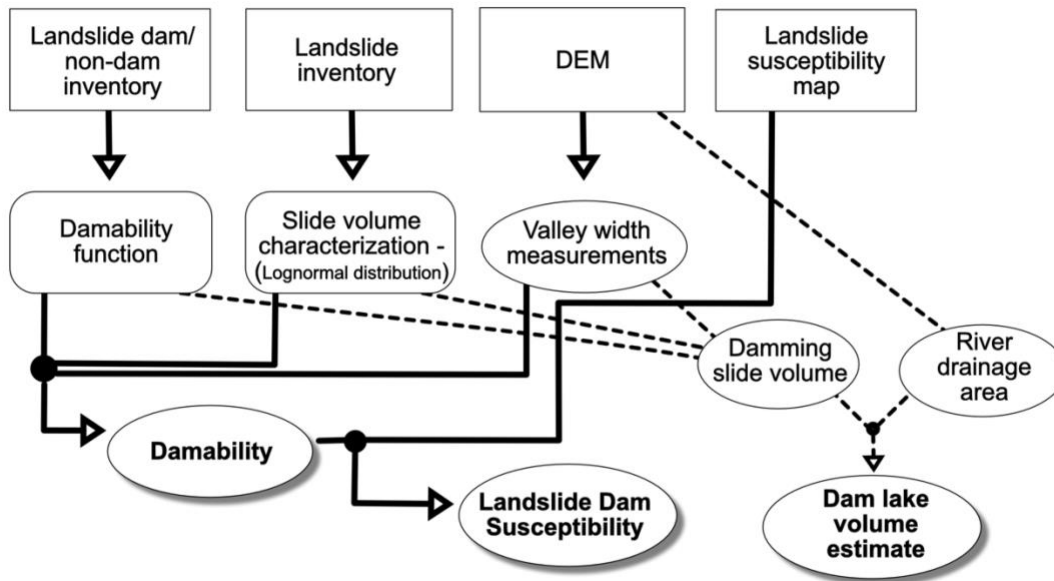 Landslide dam/
non-dam
inventory
Landslide
inventory
DEM
Landslide
susceptibility
map
Damability
function
Slide volume
characterization -
(Lognormal distribution)
Valley width
measurements
Damming
slide volume
River
drainage
area
Damability
Landslide Dam
Susceptibility
Dam lake
volume
estimate